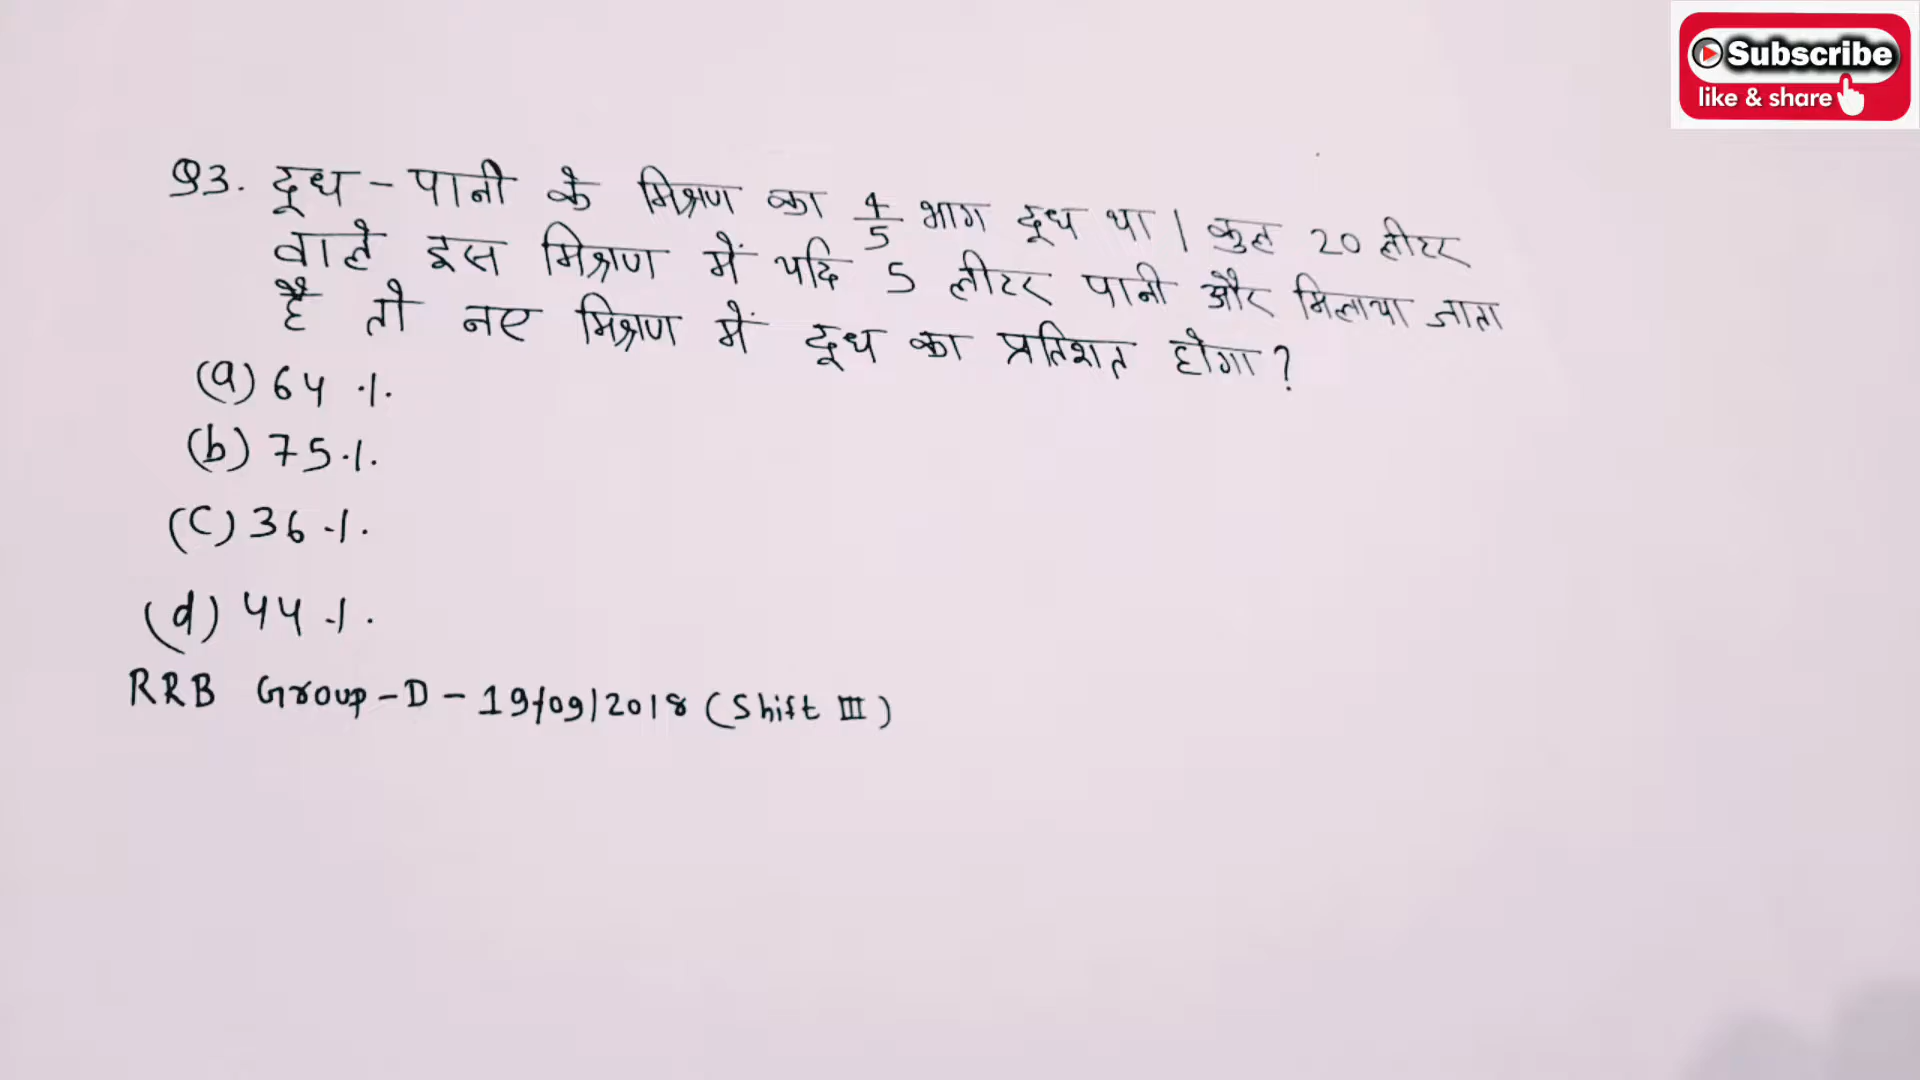 Subscribe
like & share
Q3. दूध - पानी के मिश्रण का 4/5 भाग दूध था | कुल 20 लीटर
वाले इस मिश्रण में यदि 5 लीटर पानी और मिलाया जाता
है तो नए मिश्रण में दूध का प्रतिशत होगा ?
(a) 64 %
(b) 75 %
(c) 36 %
(d) 44 %
RRB Group-D - 19/09/2018 (Shift III)